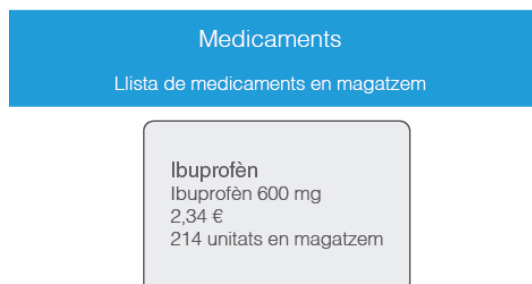 Medicaments
Llista de medicaments en magatzem
Ibuprofèn
Ibuprofèn 600 mg
2,34 €
214 unitats en magatzem